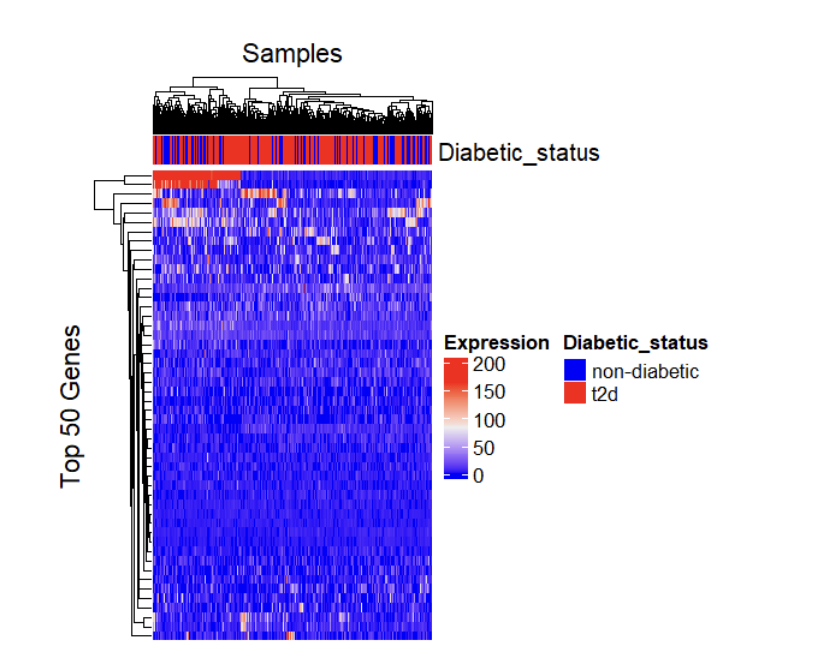 Samples
Diabetic_status
Top 50 Genes
Expression
200
150
100
50
0
Diabetic_status
non-diabetic
t2d